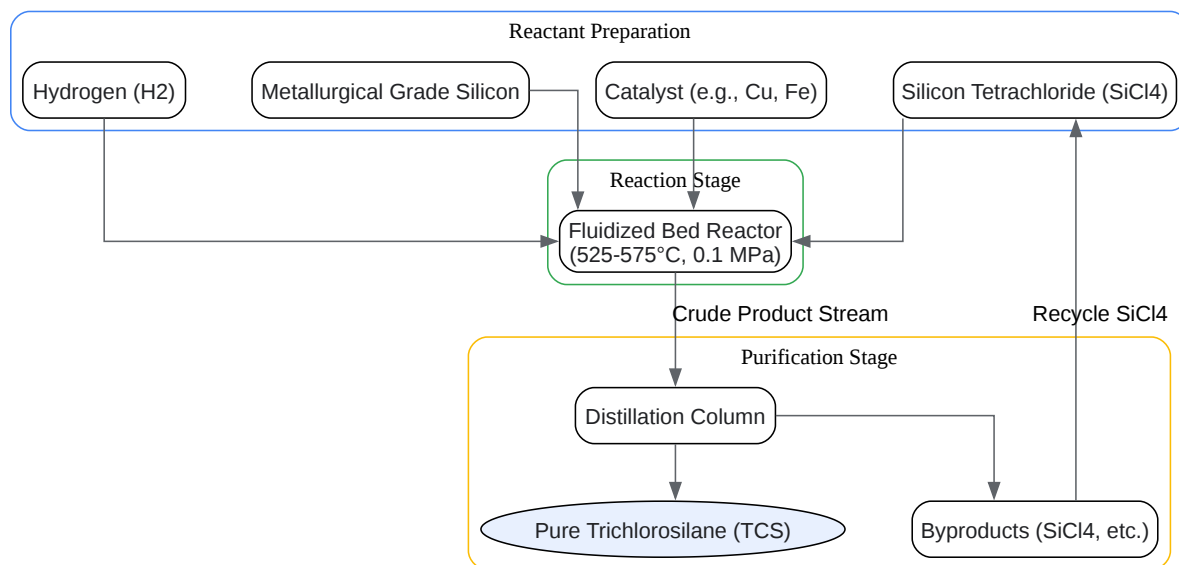 Reactant Preparation
Hydrogen (H2)
Metallurgical Grade Silicon
Catalyst (e.g., Cu, Fe)
Silicon Tetrachloride (SiCl4)
Reaction Stage
Fluidized Bed Reactor
(525-575°C, 0.1 MPa)
Crude Product Stream
Recycle SiCl4
Purification Stage
Distillation Column
Pure Trichlorosilane (TCS)
Byproducts (SiCl4, etc.)